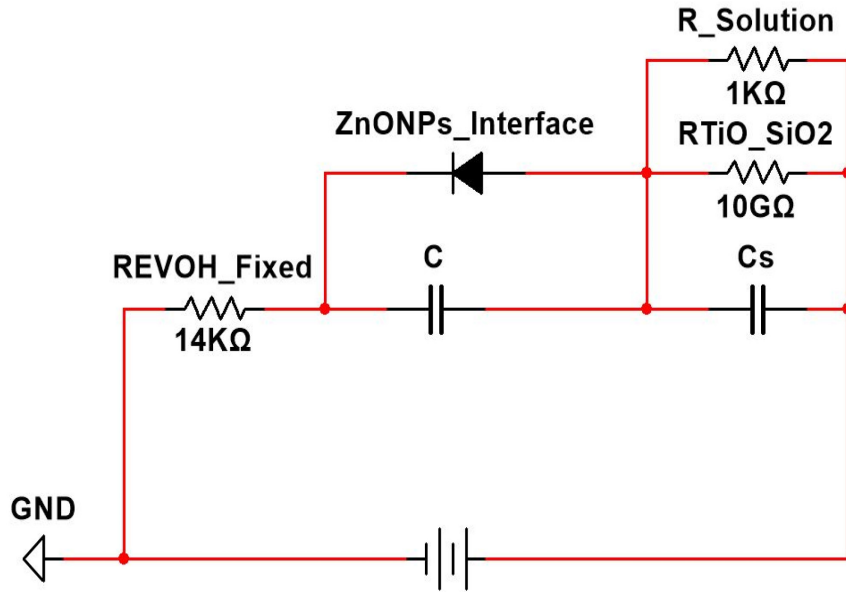 R_Solution
1KΩ
ZnONPs_Interface
RTiO_SiO2
10GΩ
REVOH_Fixed
C
Cs
14KΩ
GND